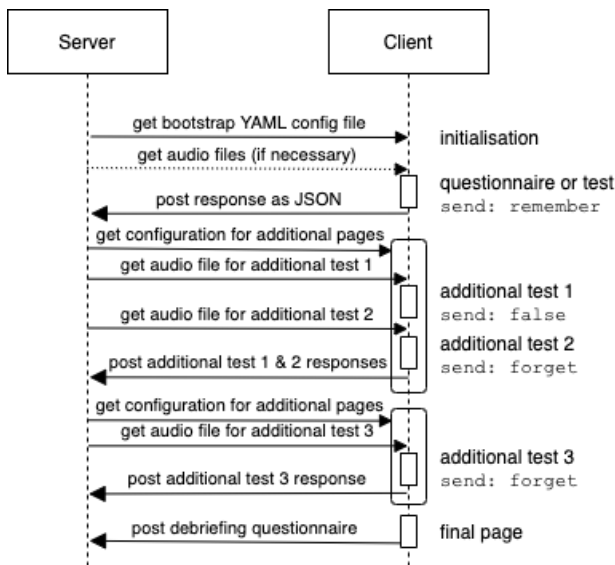 Server
Client
get bootstrap YAML config file
initialisation
get audio files (if necessary)
questionnaire or test
send: remember
post response as JSON
get configuration for additional pages
get audio file for additional test 1
additional test 1
send: false
get audio file for additional test 2
additional test 2
send: forget
post additional test 1 & 2 responses
get configuration for additional pages
get audio file for additional test 3
additional test 3
send: forget
post additional test 3 response
post debriefing questionnaire
final page